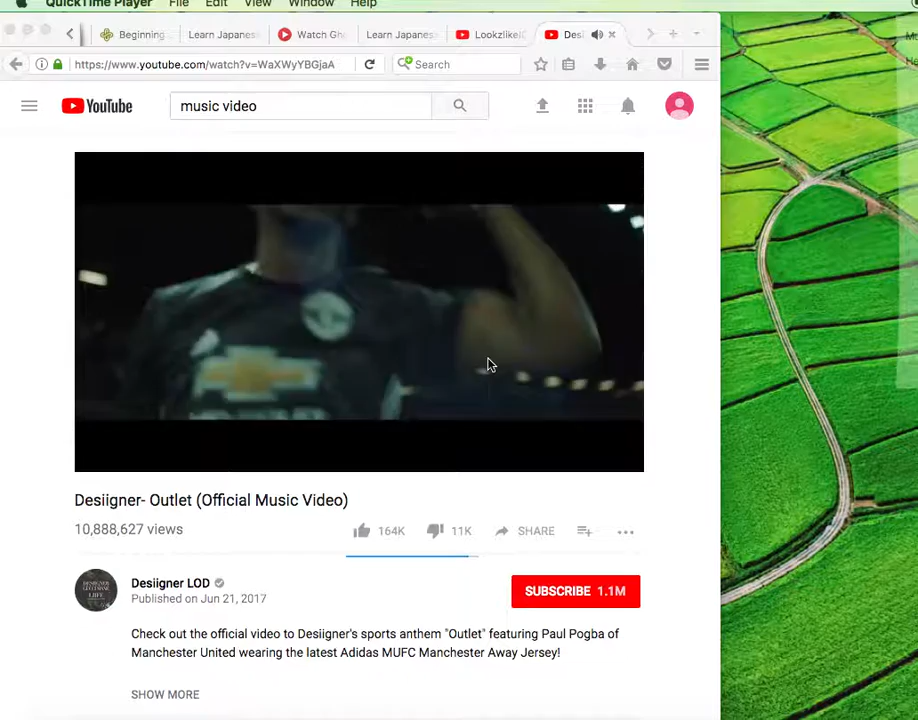 QuickTime Player File Edit View Window Help
Beginning Learn Japanes Watch Gh Learn Japanes Lookzlikel Desi
https://www.youtube.com/watch?v=WaXWyYBGjaA Search
YouTube music video
Desiigner- Outlet (Official Music Video)
10,888,627 views 164K 11K SHARE
Desiigner LOD SUBSCRIBE 1.1M
Published on Jun 21, 2017
Check out the official video to Desiigner's sports anthem "Outlet" featuring Paul Pogba of
Manchester United wearing the latest Adidas MUFC Manchester Away Jersey!
SHOW MORE